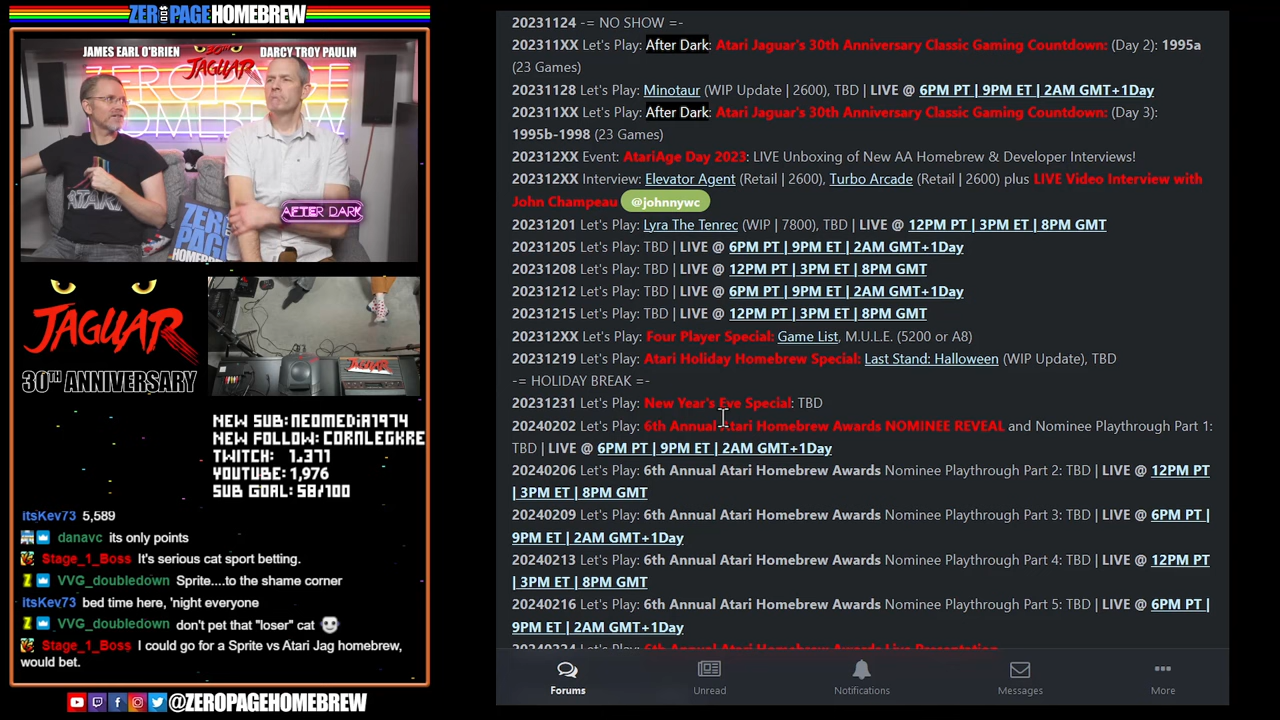 ZEROPAGEHOMEBREW
JAMES EARL O'BRIEN
DARCY TROY PAULIN
30TH
JAGUAR
ZEROPAGE
HOMEBREW
ATARI
AFTER DARK
JAGUAR
30TH ANNIVERSARY
JAGUAR
NEW SUB:NEOMEDIA1704
NEW FOLLOW:CORNLEGKRE
TWITCH: 1,371
YOUTUBE: 1,976
SUB GOAL: 58/100
itsKev73 5,589
danavc its only points
Stage_1_Boss It's serious cat sport betting.
VVG_doubledown Sprite....to the shame corner
itsKev73 bed time here, 'night everyone
VVG_doubledown don't pet that "loser" cat
Stage_1_Boss I could go for a Sprite vs Atari Jag homebrew,
would bet.
@ZEROPAGEHOMEBREW
20231124 -= NO SHOW =-
202311XX Let's Play: After Dark: Atari Jaguar's 30th Anniversary Classic Gaming Countdown: (Day 2): 1995a
(23 Games)
20231128 Let's Play: Minotaur (WIP Update | 2600), TBD | LIVE @ 6PM PT | 9PM ET | 2AM GMT+1Day
202311XX Let's Play: After Dark: Atari Jaguar's 30th Anniversary Classic Gaming Countdown: (Day 3):
1995b-1998 (23 Games)
202312XX Event: AtariAge Day 2023: LIVE Unboxing of New AA Homebrew & Developer Interviews!
202312XX Interview: Elevator Agent (Retail | 2600), Turbo Arcade (Retail | 2600) plus LIVE Video Interview with
John Champeau @johnnywc
20231201 Let's Play: Lyra The Tenrec (WIP | 7800), TBD | LIVE @ 12PM PT | 3PM ET | 8PM GMT
20231205 Let's Play: TBD | LIVE @ 6PM PT | 9PM ET | 2AM GMT+1Day
20231208 Let's Play: TBD | LIVE @ 12PM PT | 3PM ET | 8PM GMT
20231212 Let's Play: TBD | LIVE @ 6PM PT | 9PM ET | 2AM GMT+1Day
20231215 Let's Play: TBD | LIVE @ 12PM PT | 3PM ET | 8PM GMT
202312XX Let's Play: Four Player Special: Game List, M.U.L.E. (5200 or A8)
20231219 Let's Play: Atari Holiday Homebrew Special: Last Stand: Halloween (WIP Update), TBD
-= HOLIDAY BREAK =-
20231231 Let's Play: New Year's Eve Special: TBD
20240202 Let's Play: 6th Annual Atari Homebrew Awards NOMINEE REVEAL and Nominee Playthrough Part 1:
TBD | LIVE @ 6PM PT | 9PM ET | 2AM GMT+1Day
20240206 Let's Play: 6th Annual Atari Homebrew Awards Nominee Playthrough Part 2: TBD | LIVE @ 12PM PT
| 3PM ET | 8PM GMT
20240209 Let's Play: 6th Annual Atari Homebrew Awards Nominee Playthrough Part 3: TBD | LIVE @ 6PM PT |
9PM ET | 2AM GMT+1Day
20240213 Let's Play: 6th Annual Atari Homebrew Awards Nominee Playthrough Part 4: TBD | LIVE @ 12PM PT
| 3PM ET | 8PM GMT
20240216 Let's Play: 6th Annual Atari Homebrew Awards Nominee Playthrough Part 5: TBD | LIVE @ 6PM PT |
9PM ET | 2AM GMT+1Day
Forums
Unread
Notifications
Messages
More